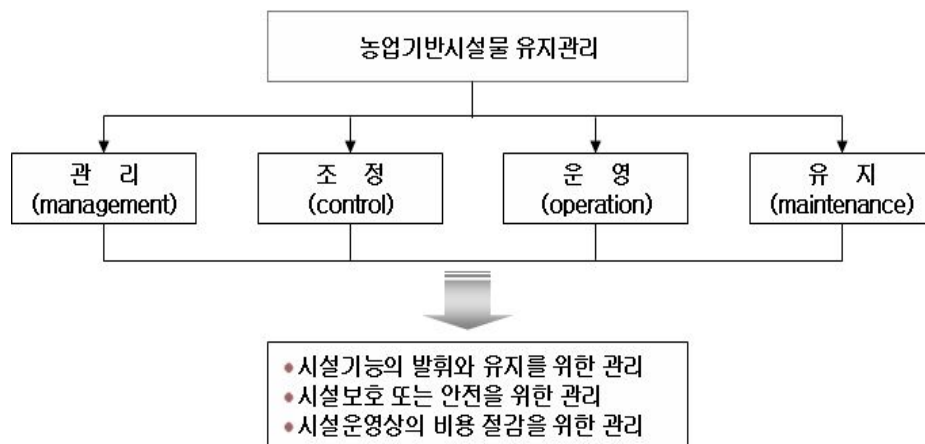 농업기반시설물 유지관리
관 리
(management)
조 정
(control)
운 영
(operation)
유 지
(maintenance)
시설기능의 발휘와 유지를 위한 관리
시설보호 또는 안전을 위한 관리
시설운영상의 비용 절감을 위한 관리